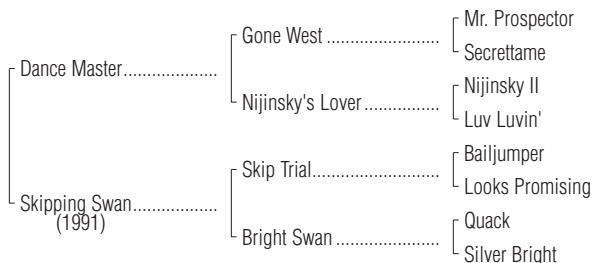 Mr. Prospector
Gone West ........................
Secrettame
Dance Master....................
Nijinsky II
Nijinsky's Lover ................
Luv Luvin'
Bailjumper
Skip Trial...........................
Looks Promising
Skipping Swan..................
(1991)
Quack
Bright Swan ......................
Silver Bright